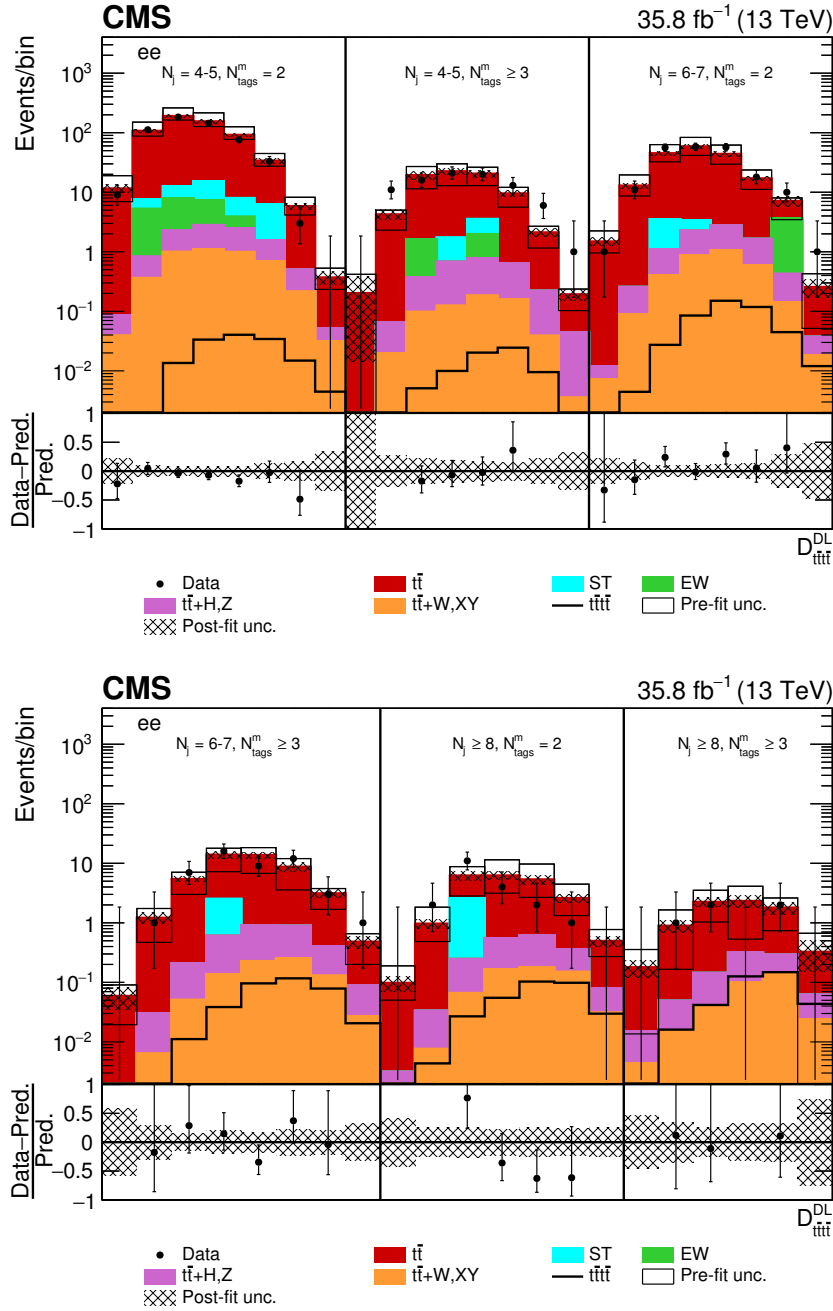 CMS 35.8 fb⁻¹ (13 TeV)
ee
N_j = 4-5, N^m_tags = 2
N_j = 4-5, N^m_tags ≥ 3
N_j = 6-7, N^m_tags = 2
Events/bin
10³
10²
10
1
10⁻¹
10⁻²
Data−Pred.
Pred.
1
0.5
0
−0.5
−1
D^DL_tt̄tt̄
Data tt̄ ST EW
tt̄+H,Z tt̄+W,XY tt̄tt̄ Pre-fit unc.
Post-fit unc.
CMS 35.8 fb⁻¹ (13 TeV)
ee
N_j = 6-7, N^m_tags ≥ 3
N_j ≥ 8, N^m_tags = 2
N_j ≥ 8, N^m_tags ≥ 3
Events/bin
10³
10²
10
1
10⁻¹
10⁻²
Data−Pred.
Pred.
1
0.5
0
−0.5
−1
D^DL_tt̄tt̄
Data tt̄ ST EW
tt̄+H,Z tt̄+W,XY tt̄tt̄ Pre-fit unc.
Post-fit unc.